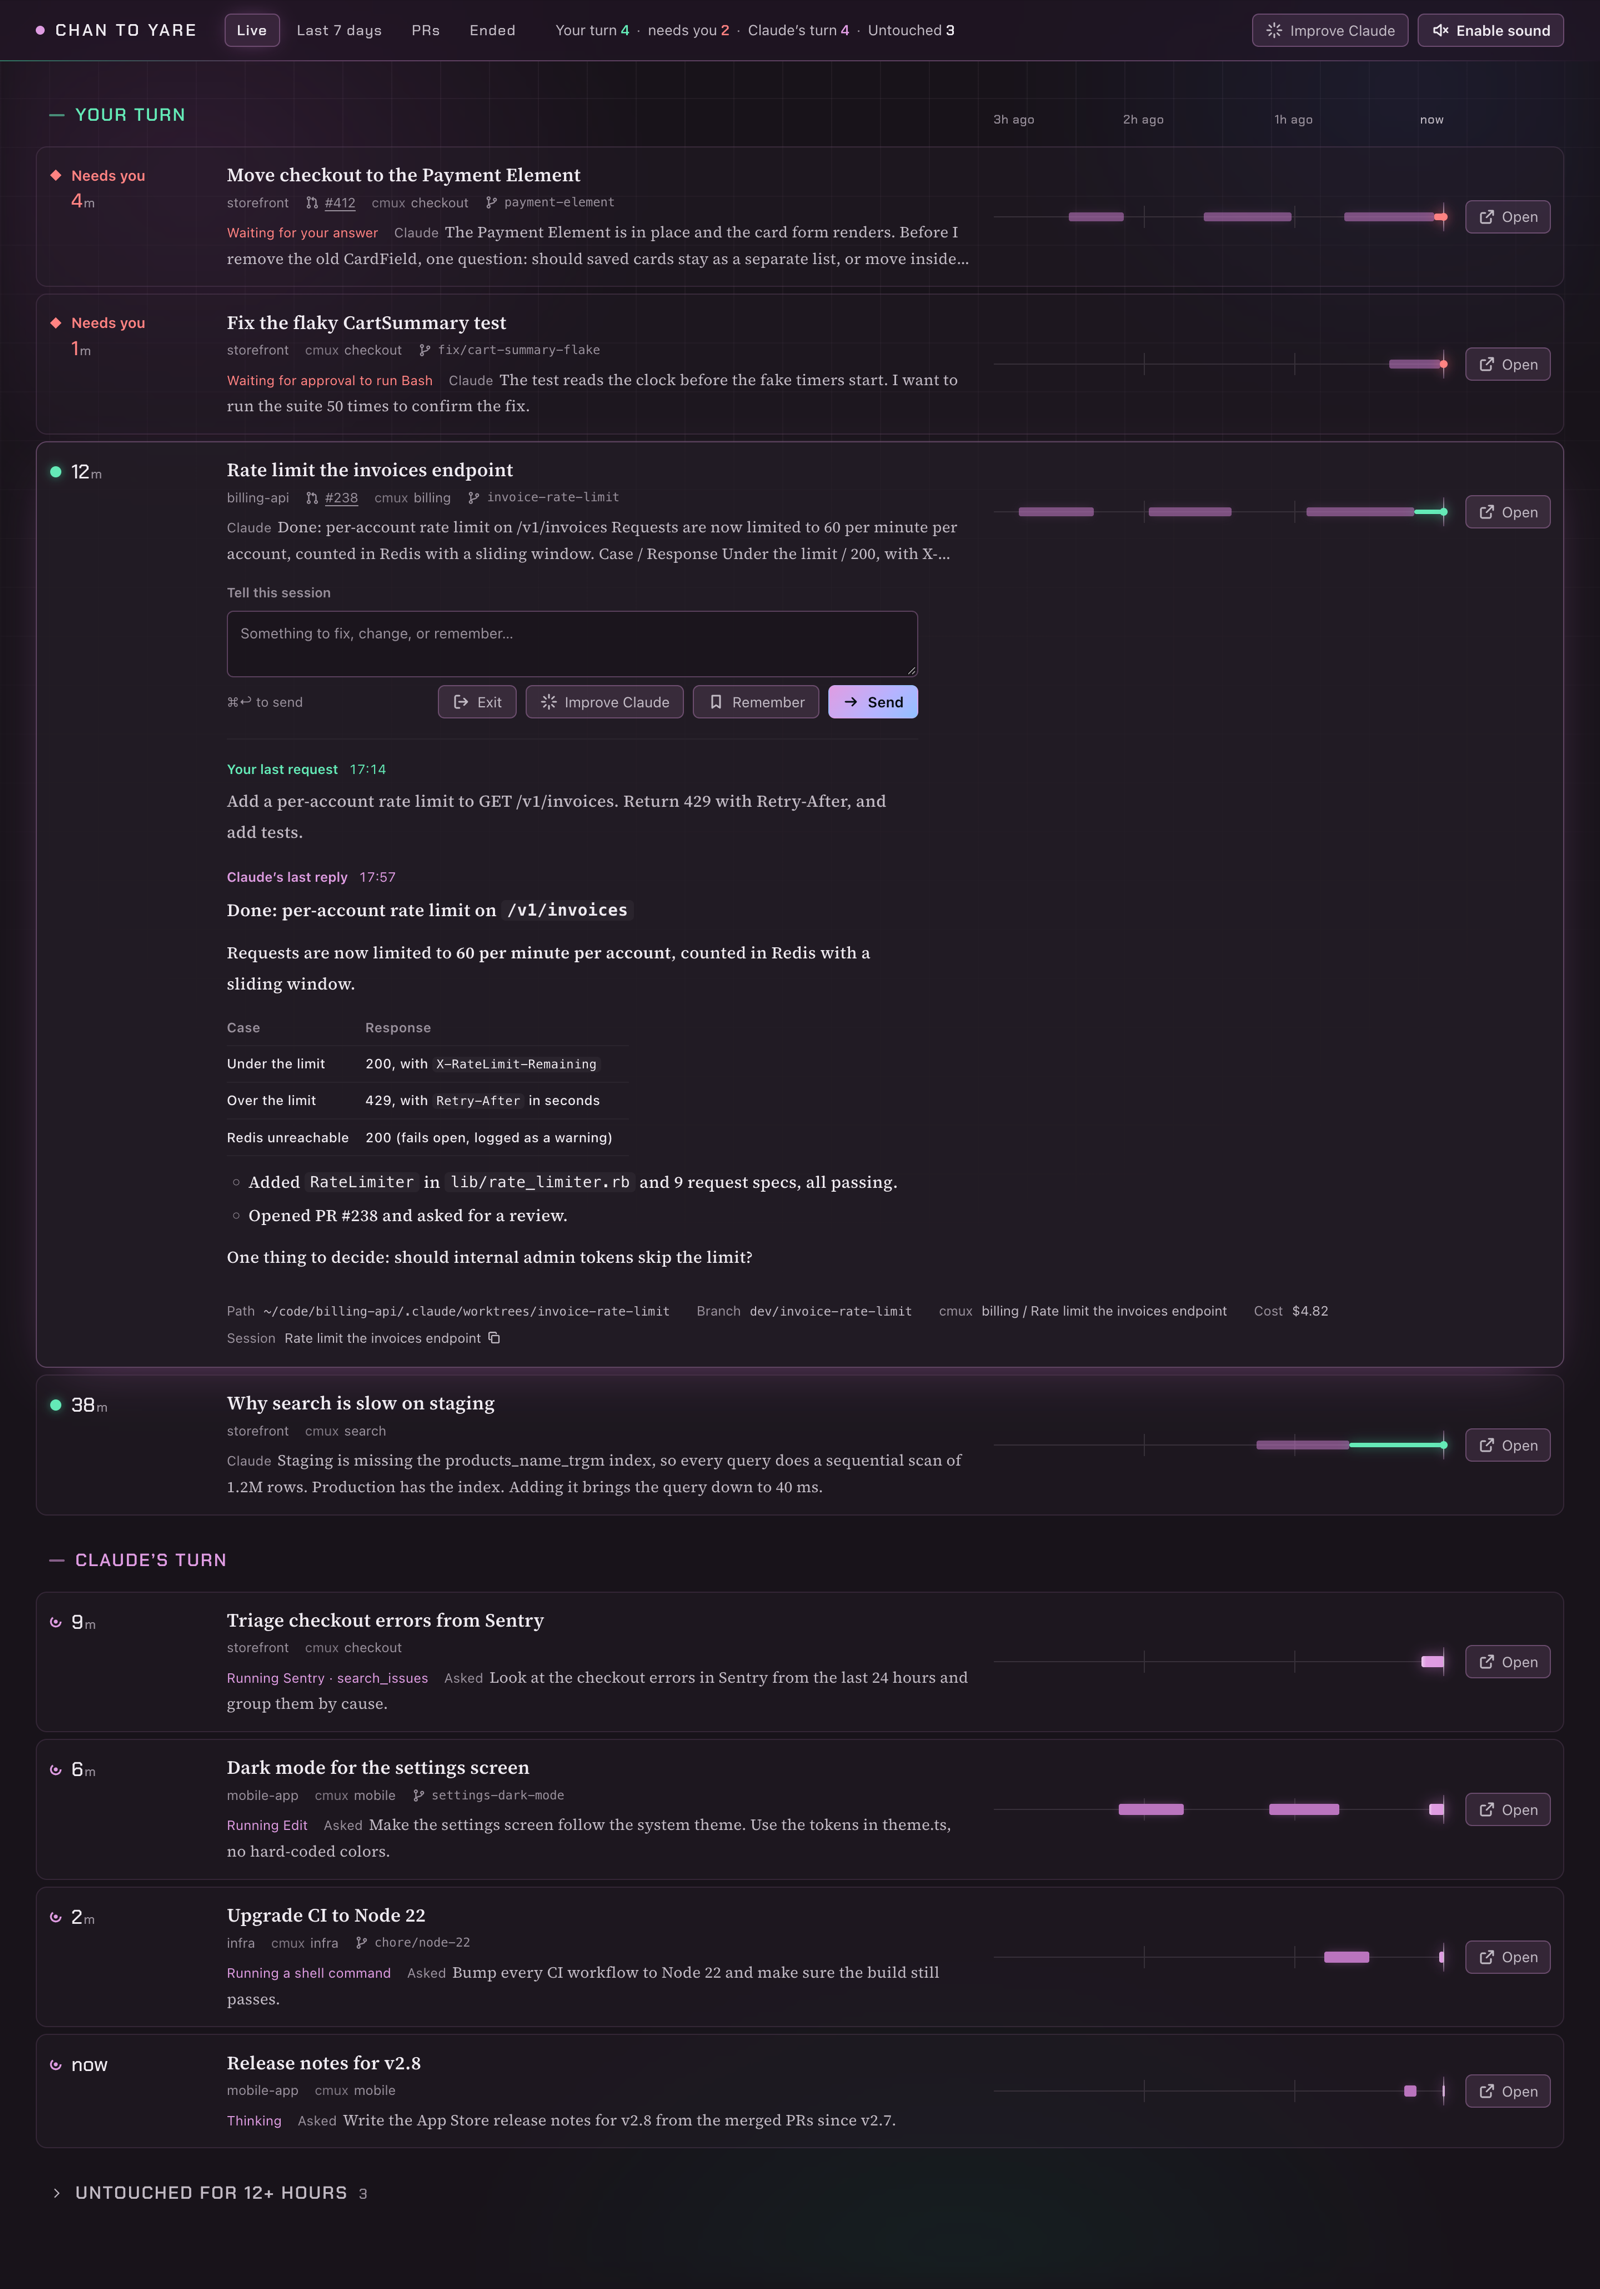 CHAN TO YARE
Live
Last 7 days
PRs
Ended
Your turn 4 · needs you 2 · Claude’s turn 4 · Untouched 3
Improve Claude
Enable sound
— YOUR TURN
3h ago
2h ago
1h ago
now
Needs you
4m
Move checkout to the Payment Element
storefront #412 cmux checkout payment-element
Waiting for your answer Claude The Payment Element is in place and the card form renders. Before I
remove the old CardField, one question: should saved cards stay as a separate list, or move inside…
Open
Needs you
1m
Fix the flaky CartSummary test
storefront cmux checkout fix/cart-summary-flake
Waiting for approval to run Bash Claude The test reads the clock before the fake timers start. I want to
run the suite 50 times to confirm the fix.
Open
12m
Rate limit the invoices endpoint
billing-api #238 cmux billing invoice-rate-limit
Claude Done: per-account rate limit on /v1/invoices Requests are now limited to 60 per minute per
account, counted in Redis with a sliding window. Case / Response Under the limit / 200, with X-…
Open
Tell this session
Something to fix, change, or remember…
⌘↩ to send
Exit
Improve Claude
Remember
Send
Your last request 17:14
Add a per-account rate limit to GET /v1/invoices. Return 429 with Retry-After, and
add tests.
Claude’s last reply 17:57
Done: per-account rate limit on /v1/invoices
Requests are now limited to 60 per minute per account, counted in Redis with a
sliding window.
Case Response
Under the limit 200, with X-RateLimit-Remaining
Over the limit 429, with Retry-After in seconds
Redis unreachable 200 (fails open, logged as a warning)
Added RateLimiter in lib/rate_limiter.rb and 9 request specs, all passing.
Opened PR #238 and asked for a review.
One thing to decide: should internal admin tokens skip the limit?
Path ~/code/billing-api/.claude/worktrees/invoice-rate-limit Branch dev/invoice-rate-limit cmux billing / Rate limit the invoices endpoint Cost $4.82
Session Rate limit the invoices endpoint
38m
Why search is slow on staging
storefront cmux search
Claude Staging is missing the products_name_trgm index, so every query does a sequential scan of
1.2M rows. Production has the index. Adding it brings the query down to 40 ms.
Open
— CLAUDE’S TURN
9m
Triage checkout errors from Sentry
storefront cmux checkout
Running Sentry · search_issues Asked Look at the checkout errors in Sentry from the last 24 hours and
group them by cause.
Open
6m
Dark mode for the settings screen
mobile-app cmux mobile settings-dark-mode
Running Edit Asked Make the settings screen follow the system theme. Use the tokens in theme.ts,
no hard-coded colors.
Open
2m
Upgrade CI to Node 22
infra cmux infra chore/node-22
Running a shell command Asked Bump every CI workflow to Node 22 and make sure the build still
passes.
Open
now
Release notes for v2.8
mobile-app cmux mobile
Thinking Asked Write the App Store release notes for v2.8 from the merged PRs since v2.7.
Open
UNTOUCHED FOR 12+ HOURS 3